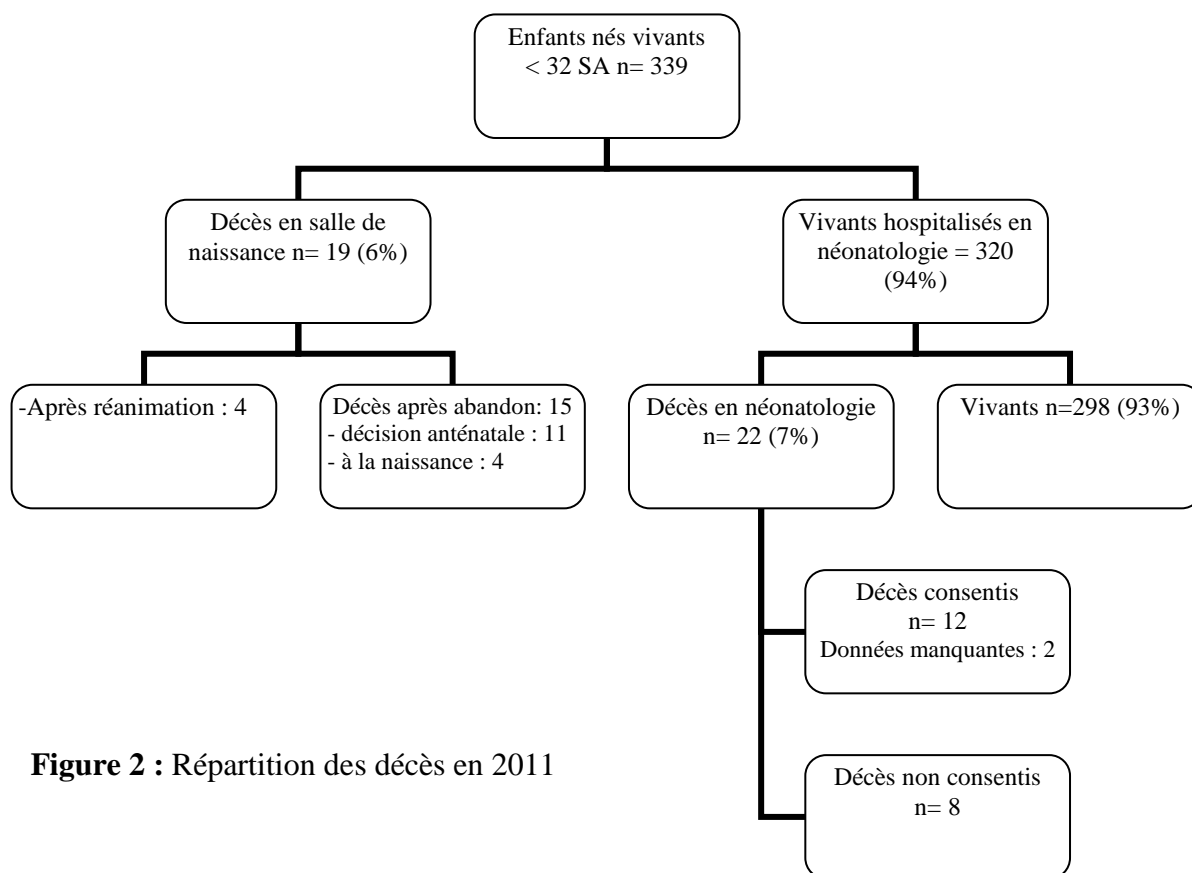 Enfants nés vivants
< 32 SA n= 339
Décès en salle de
naissance n= 19 (6%)
Vivants hospitalisés en
néonatologie = 320
(94%)
-Après réanimation : 4
Décès après abandon: 15
- décision anténatale : 11
- à la naissance : 4
Décès en néonatologie
n= 22 (7%)
Vivants n=298 (93%)
Décès consentis
n= 12
Données manquantes : 2
Décès non consentis
n= 8
Figure 2 : Répartition des décès en 2011